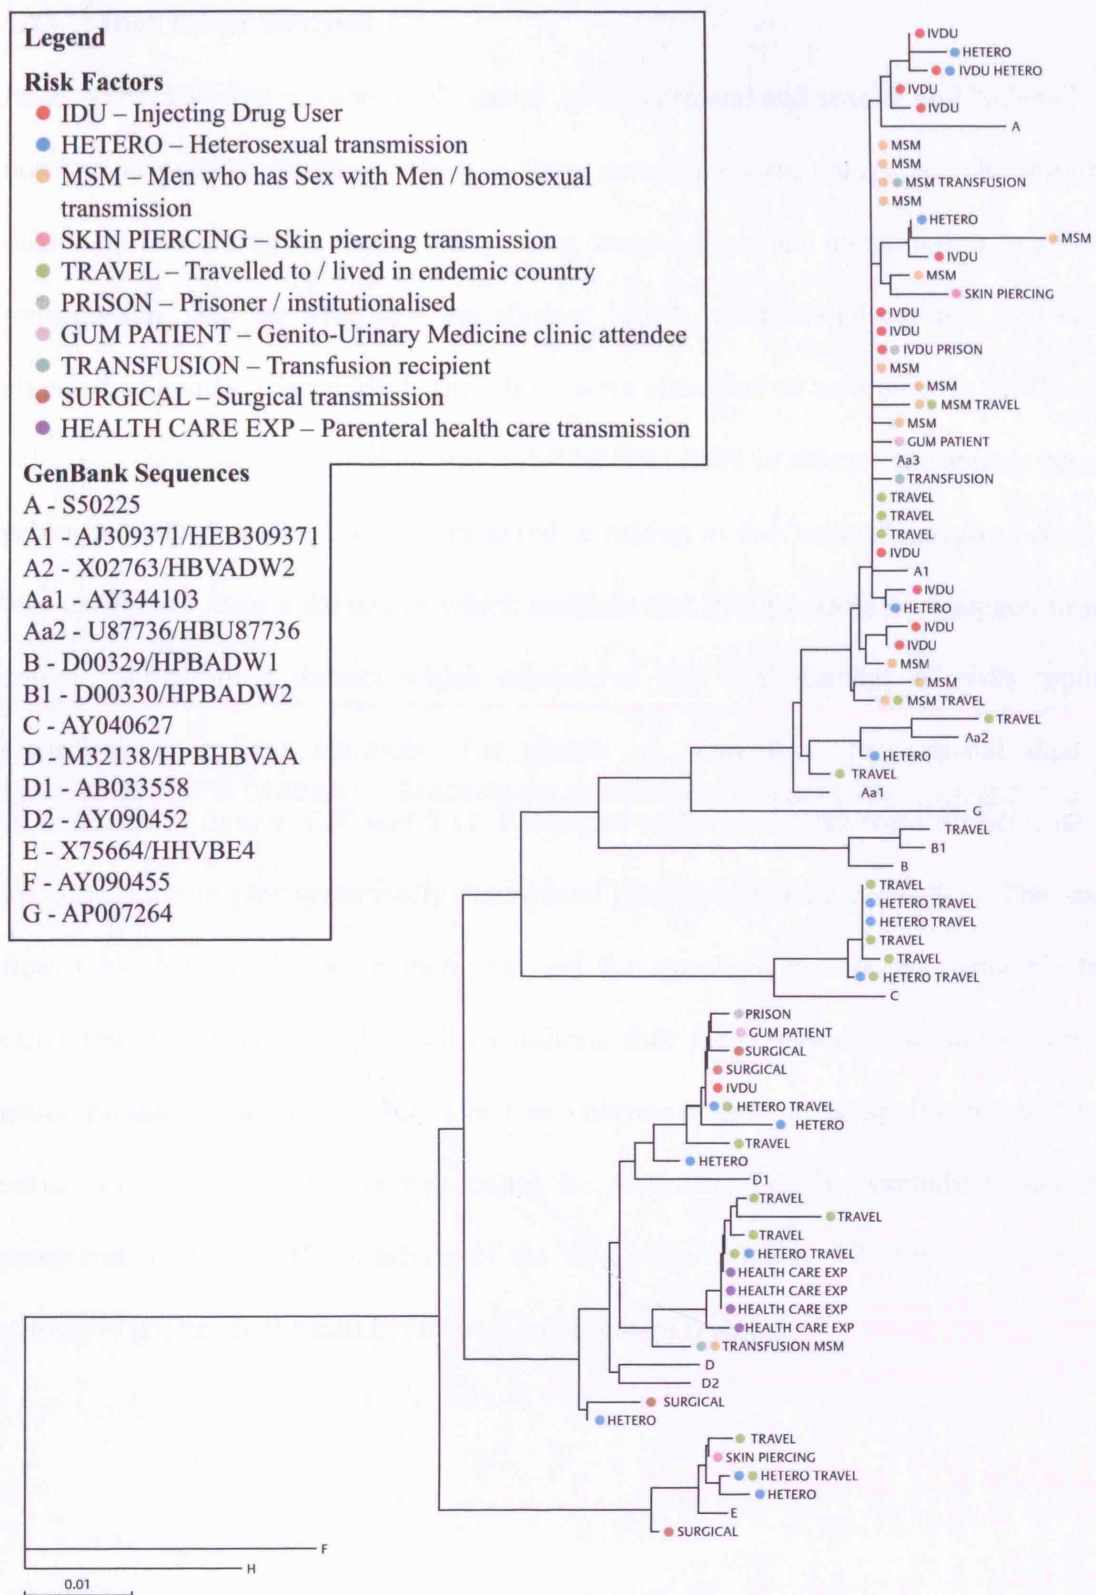 Legend
Risk Factors
IDU – Injecting Drug User
HETERO – Heterosexual transmission
MSM – Men who has Sex with Men / homosexual
transmission
SKIN PIERCING – Skin piercing transmission
TRAVEL – Travelled to / lived in endemic country
PRISON – Prisoner / institutionalised
GUM PATIENT – Genito-Urinary Medicine clinic attendee
TRANSFUSION – Transfusion recipient
SURGICAL – Surgical transmission
HEALTH CARE EXP – Parenteral health care transmission
GenBank Sequences
A - S50225
A1 - AJ309371/HEB309371
A2 - X02763/HBVADW2
Aa1 - AY344103
Aa2 - U87736/HBU87736
B - D00329/HPBADW1
B1 - D00330/HPBADW2
C - AY040627
D - M32138/HPBHBVAA
D1 - AB033558
D2 - AY090452
E - X75664/HHVBE4
F - AY090455
G - AP007264
IVDU
HETERO
IVDU HETERO
IVDU
IVDU
A
MSM
MSM
MSM TRANSFUSION
MSM
HETERO
MSM
IVDU
MSM
SKIN PIERCING
IVDU
IVDU
IVDU PRISON
MSM
MSM
MSM TRAVEL
MSM
GUM PATIENT
Aa3
TRANSFUSION
TRAVEL
TRAVEL
TRAVEL
IVDU
A1
IVDU
HETERO
IVDU
IVDU
MSM
MSM
MSM TRAVEL
TRAVEL
Aa2
HETERO
TRAVEL
Aa1
G
TRAVEL
B1
B
TRAVEL
HETERO TRAVEL
HETERO TRAVEL
TRAVEL
TRAVEL
HETERO TRAVEL
C
PRISON
GUM PATIENT
SURGICAL
SURGICAL
IVDU
HETERO TRAVEL
HETERO
TRAVEL
HETERO
D1
TRAVEL
TRAVEL
TRAVEL
HETERO TRAVEL
HEALTH CARE EXP
HEALTH CARE EXP
HEALTH CARE EXP
HEALTH CARE EXP
TRANSFUSION MSM
D
D2
SURGICAL
HETERO
TRAVEL
SKIN PIERCING
HETERO TRAVEL
HETERO
E
SURGICAL
F
H
0.01